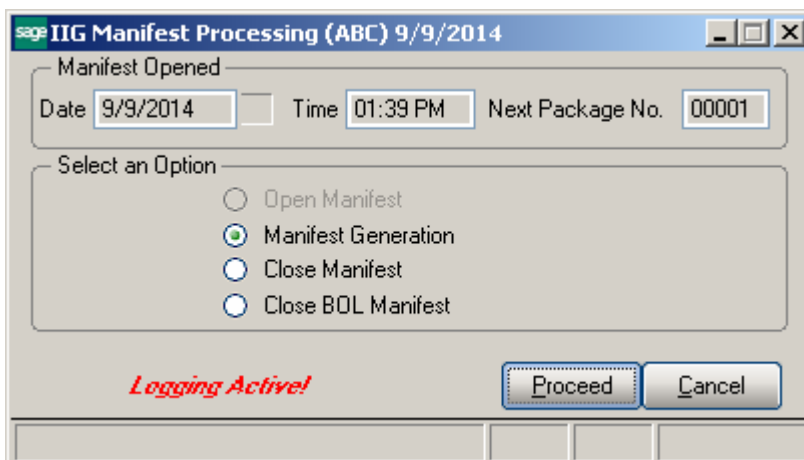 sage IIG Manifest Processing (ABC) 9/9/2014
Manifest Opened
Date 9/9/2014 Time 01:39 PM Next Package No. 00001
Select an Option
Open Manifest
Manifest Generation
Close Manifest
Close BOL Manifest
Logging Active!
Proceed Cancel